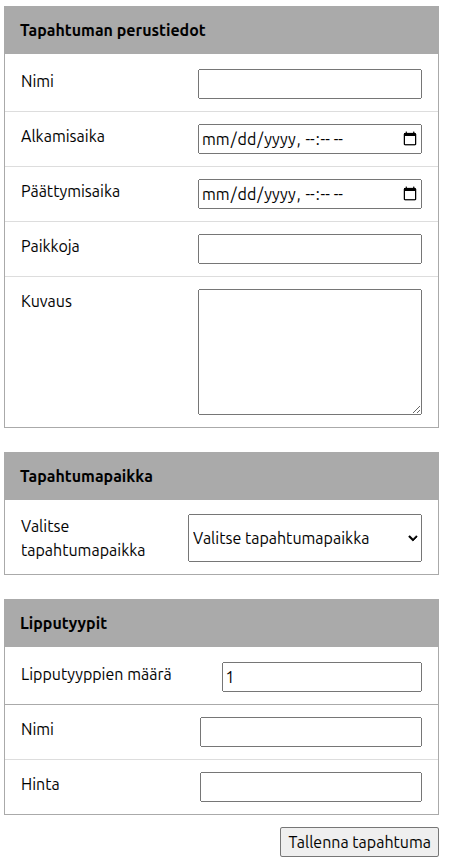 Tapahtuman perustiedot
Nimi
Alkamisaika mm/dd/yyyy, --:-- --
Päättymisaika mm/dd/yyyy, --:-- --
Paikkoja
Kuvaus
Tapahtumapaikka
Valitse
tapahtumapaikka
Valitse tapahtumapaikka
Lipputyypit
Lipputyyppien määrä 1
Nimi
Hinta
Tallenna tapahtuma